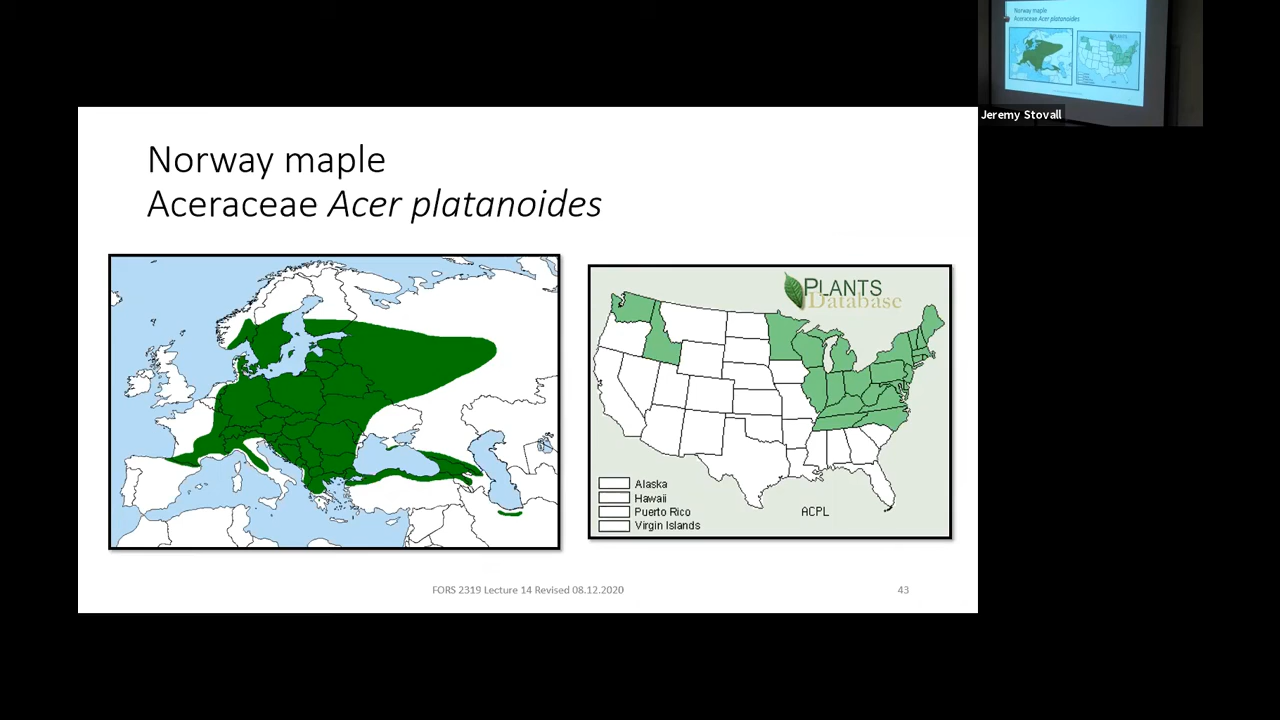 Norway maple
Aceraceae Acer platanoides
Jeremy Stovall
Norway maple
Aceraceae Acer platanoides
PLANTS
Database
Alaska
Hawaii
Puerto Rico
Virgin Islands
ACPL
FORS 2319 Lecture 14 Revised 08.12.2020
43